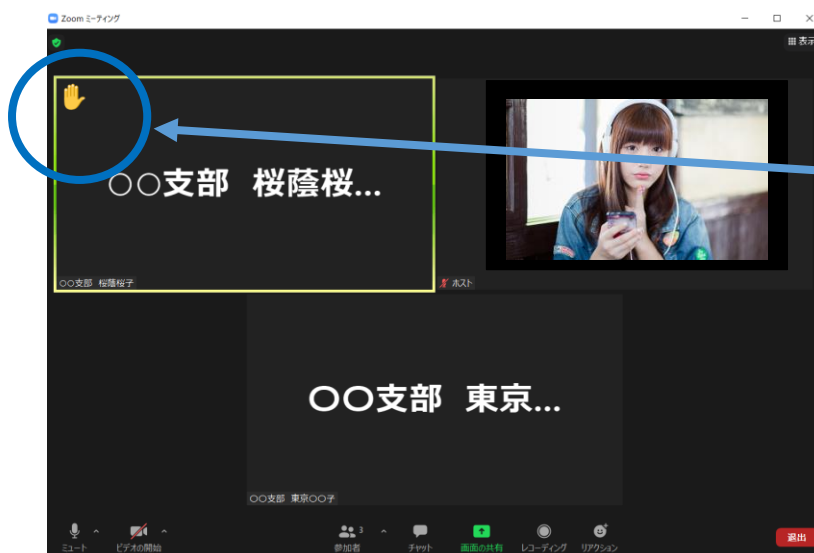 Zoom ミーティング
表示
○○支部 桜蔭桜...
○○支部 桜蔭桜子
ホスト
○○支部 東京...
○○支部 東京○○子
ミュート
ビデオの開始
3
参加者
チャット
画面の共有
レコーディング
リアクション
退出